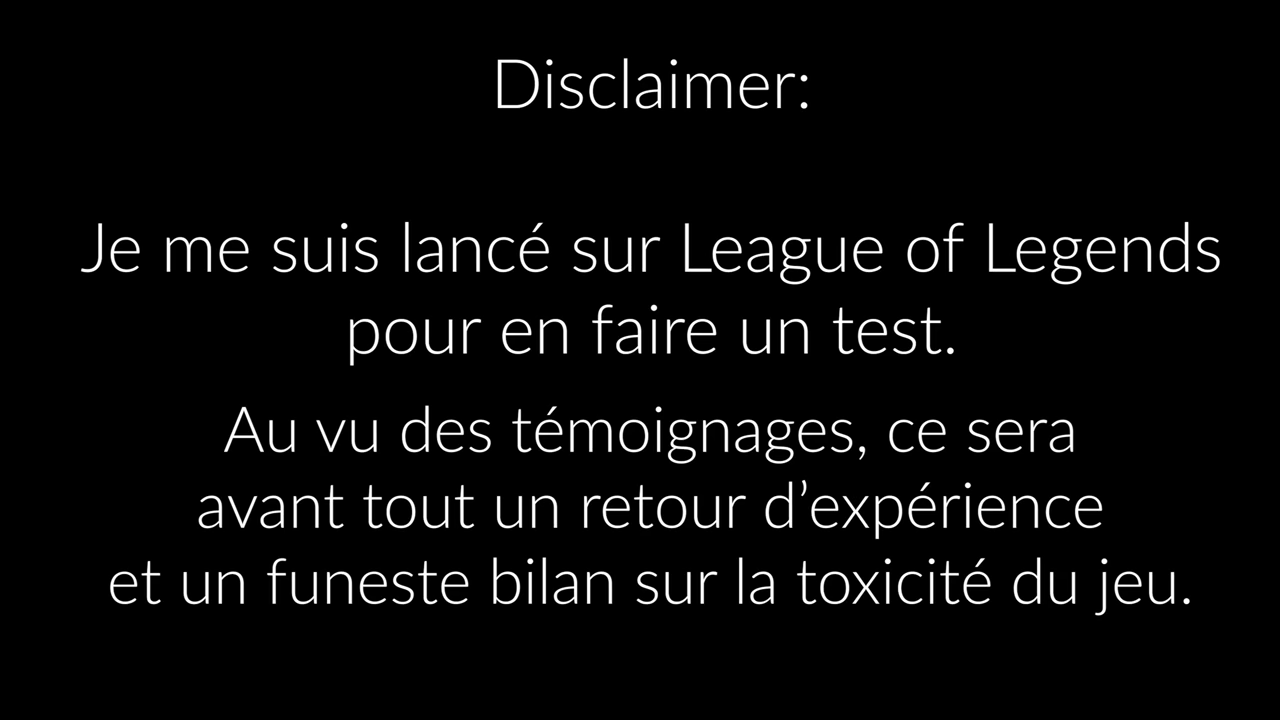 Disclaimer:
Je me suis lancé sur League of Legends
pour en faire un test.
Au vu des témoignages, ce sera
avant tout un retour d’expérience
et un funeste bilan sur la toxicité du jeu.